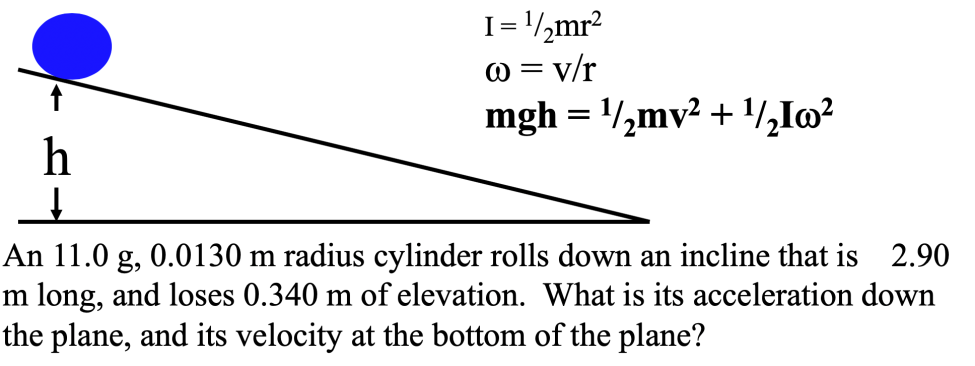 I = ¹/₂mr²
ω = v/r
mgh = ¹/₂mv² + ¹/₂Iω²
h
An 11.0 g, 0.0130 m radius cylinder rolls down an incline that is 2.90
m long, and loses 0.340 m of elevation. What is its acceleration down
the plane, and its velocity at the bottom of the plane?